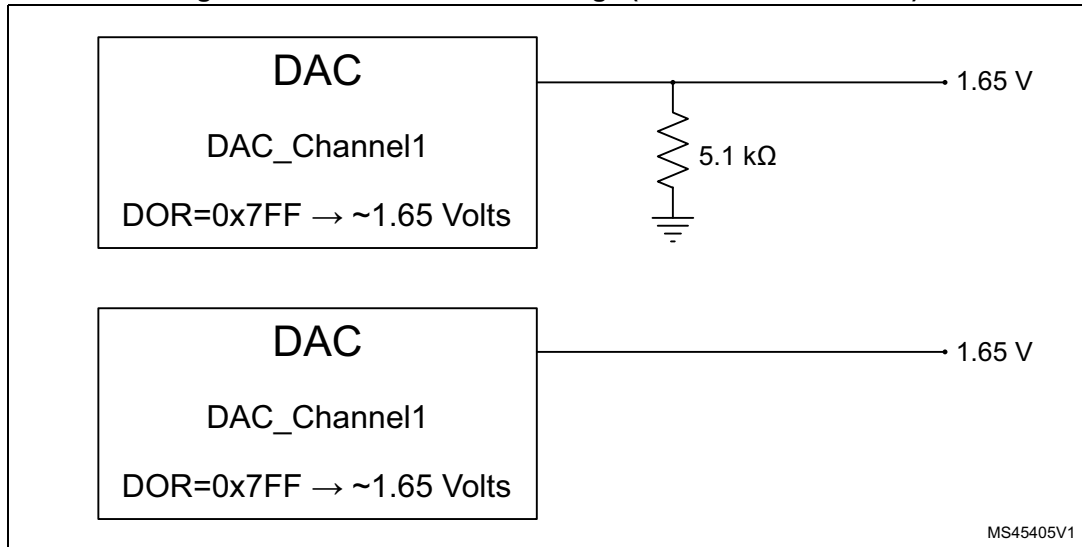 DAC
DAC_Channel1
DOR=0x7FF → ~1.65 Volts
1.65 V
5.1 kΩ
DAC
DAC_Channel1
DOR=0x7FF → ~1.65 Volts
1.65 V
MS45405V1